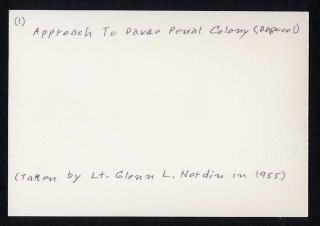 (1)
Approach To Davao Penal Colony (Dapecol)
(Taken by Lt. Glenn L. Nordin in 1955)